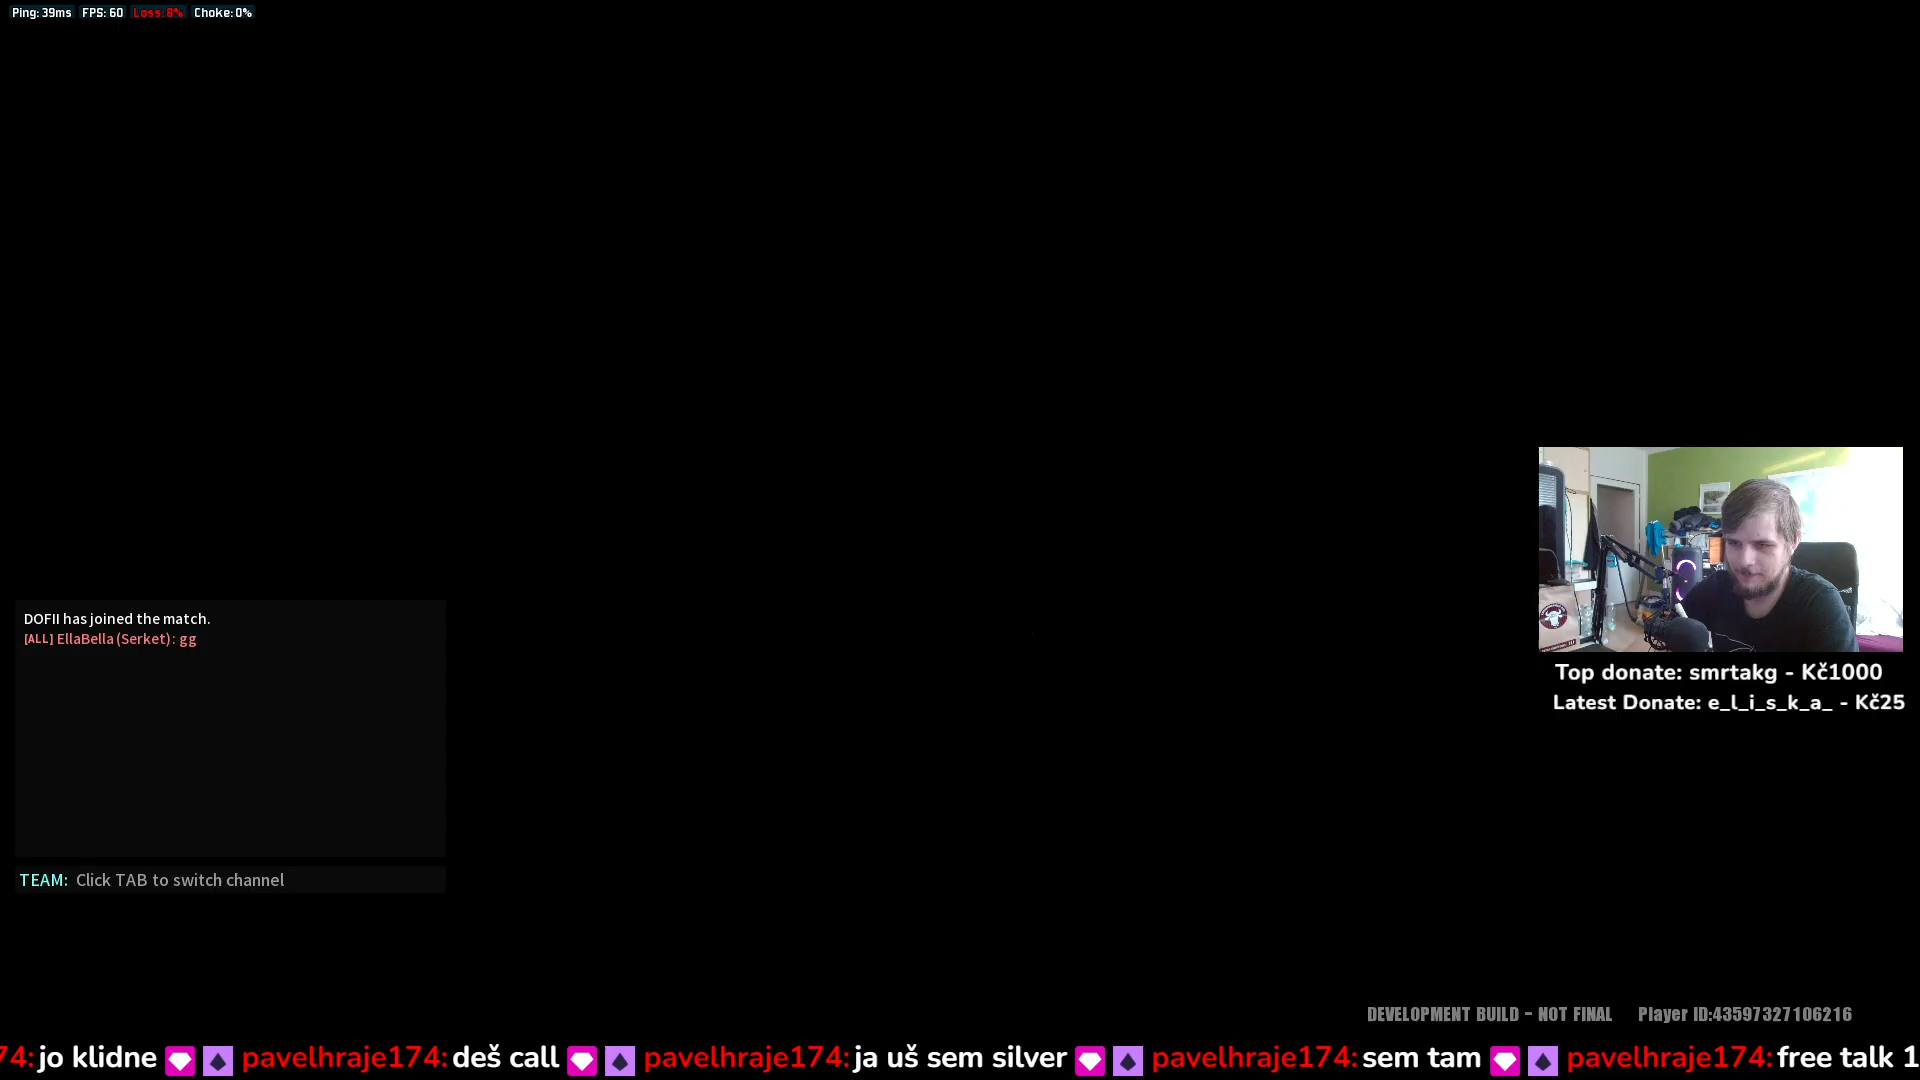 Ping: 39ms FPS: 60 Loss: 8% Choke: 0%
DOFII has joined the match.
[ALL] EllaBella (Serket): gg
TEAM: Click TAB to switch channel
Top donate: smrtakg - Kč1000
Latest Donate: e_l_i_s_k_a_ - Kč25
DEVELOPMENT BUILD - NOT FINAL Player ID:43597327106216
74: jo klidne pavelhraje174: deš call pavelhraje174: ja uš sem silver pavelhraje174: sem tam pavelhraje174: free talk 1